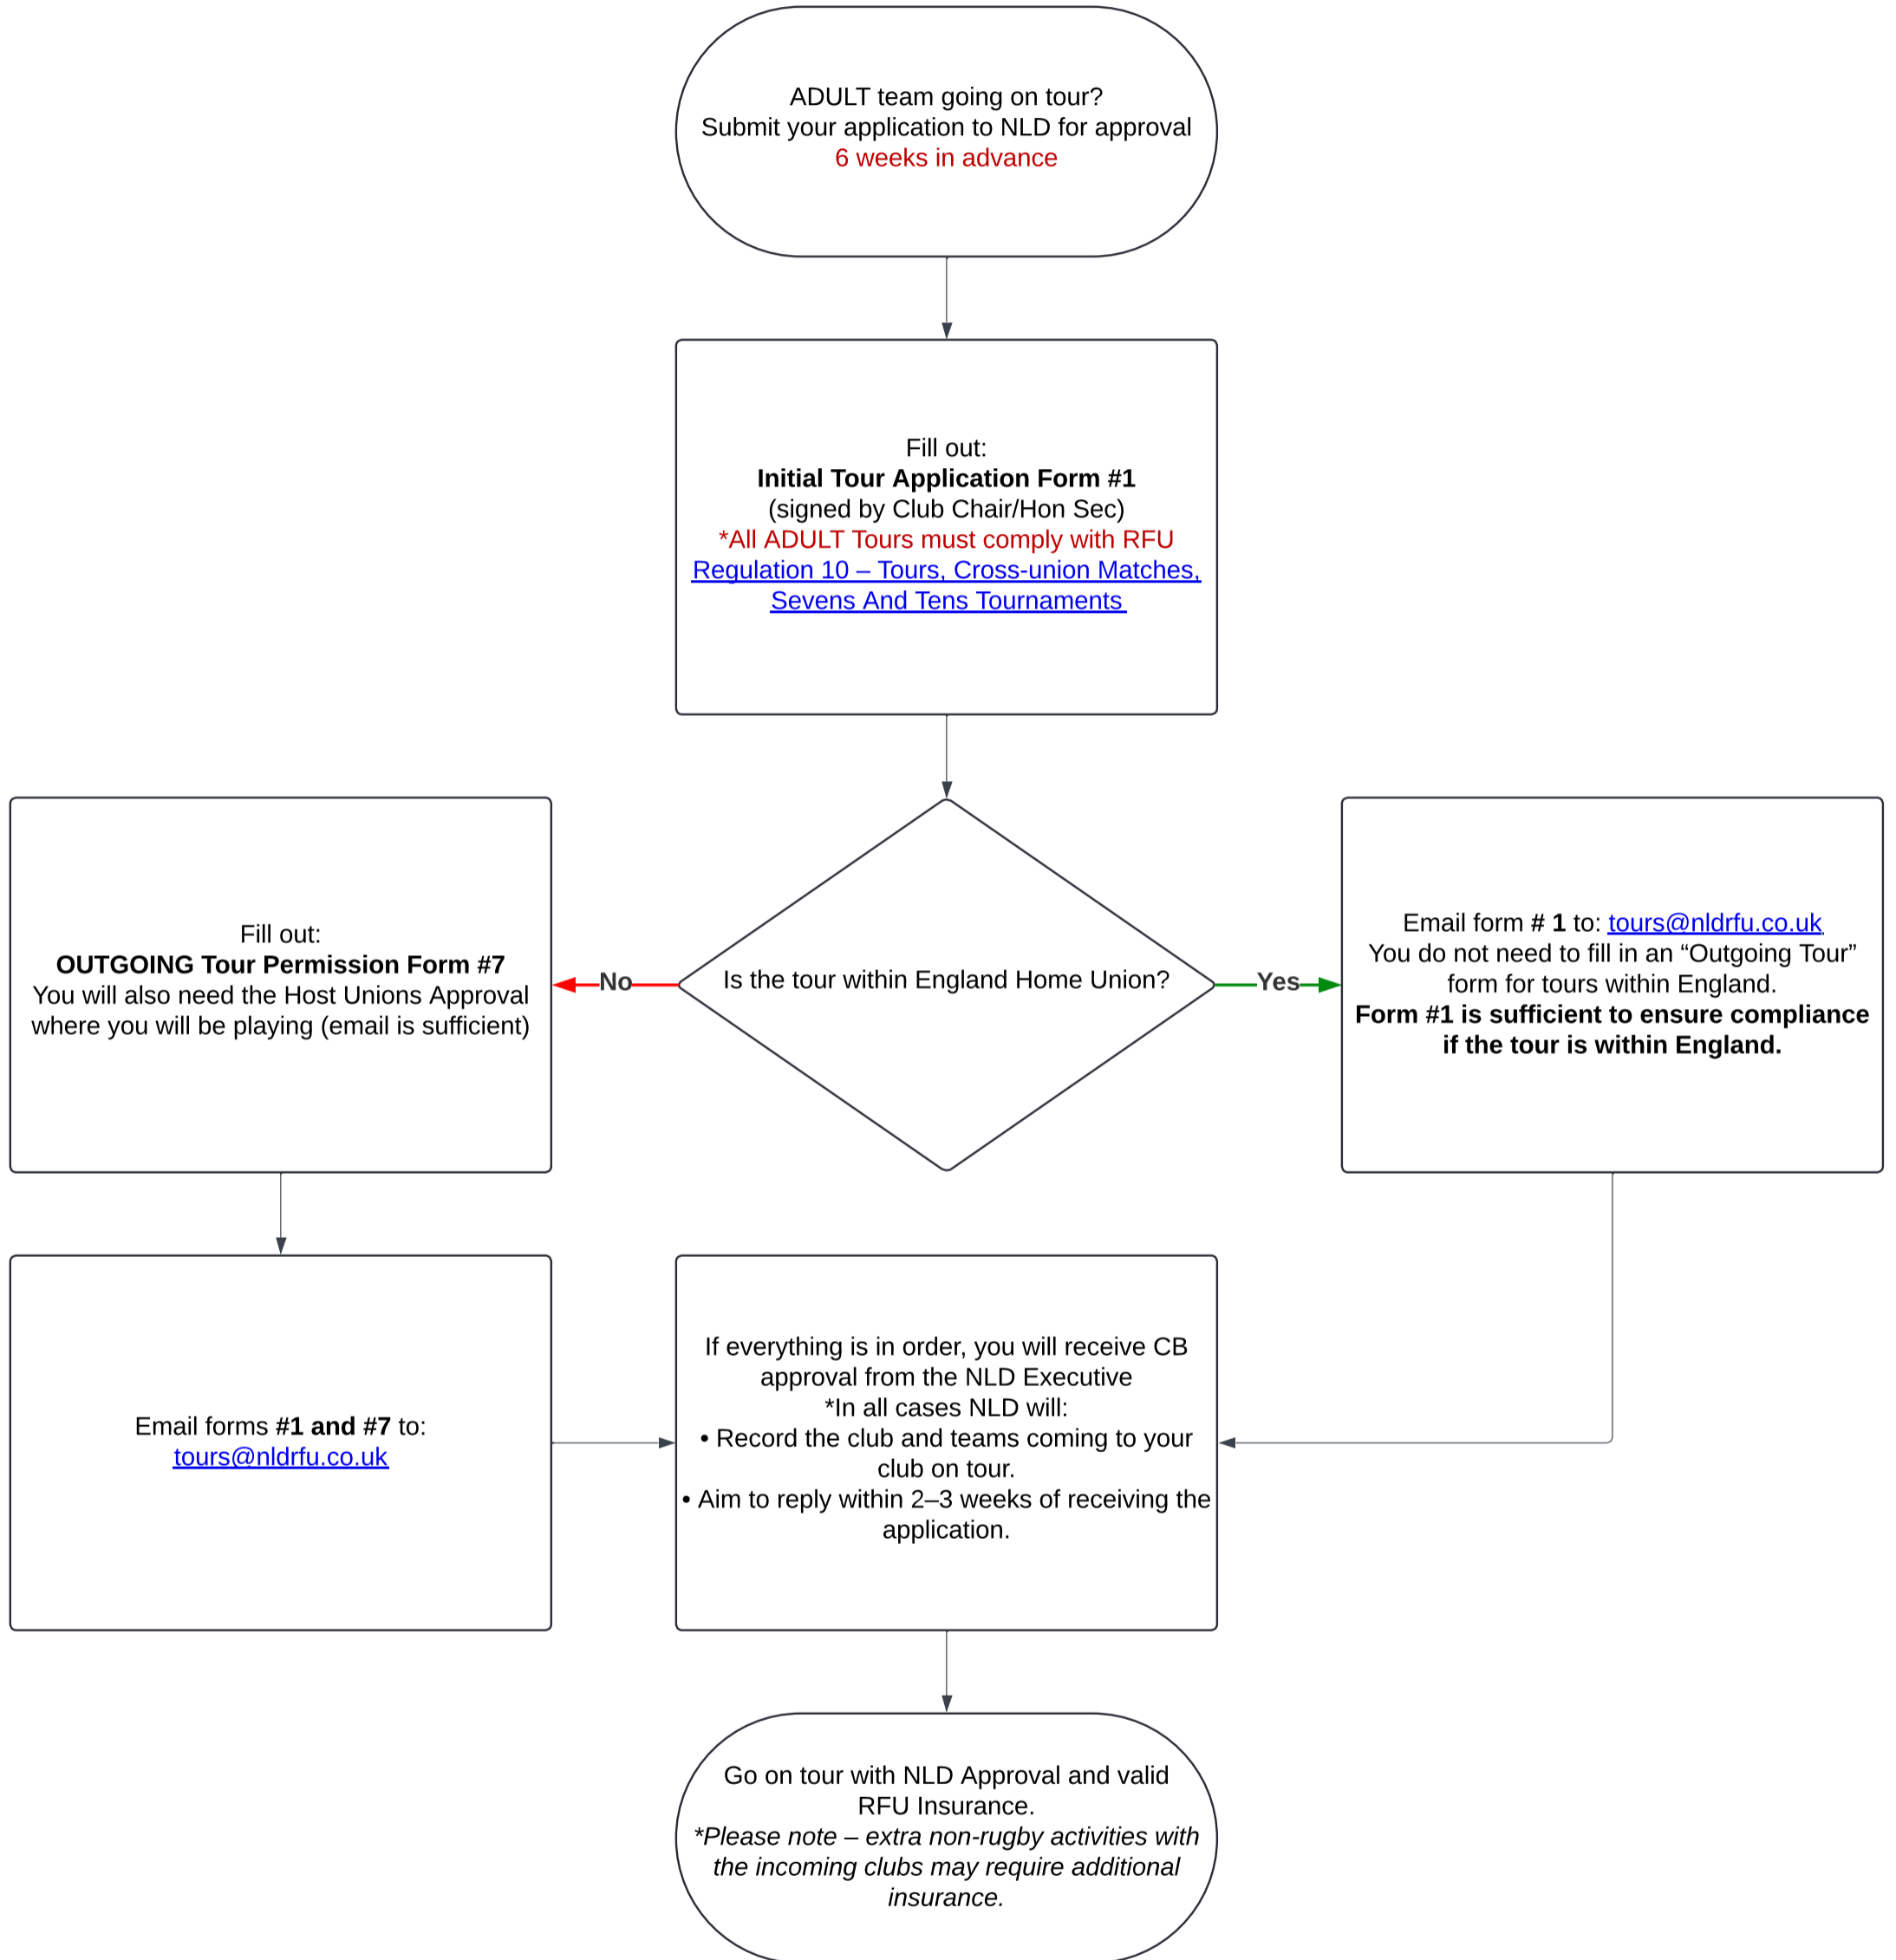 ADULT team going on tour?
Submit your application to NLD for approval
6 weeks in advance
Fill out:
Initial Tour Application Form #1
(signed by Club Chair/Hon Sec)
*All ADULT Tours must comply with RFU
Regulation 10 – Tours, Cross-union Matches,
Sevens And Tens Tournaments
Fill out:
OUTGOING Tour Permission Form #7
You will also need the Host Unions Approval
where you will be playing (email is sufficient)
No
Is the tour within England Home Union?
Yes
Email form # 1 to: tours@nldrfu.co.uk
You do not need to fill in an “Outgoing Tour”
form for tours within England.
Form #1 is sufficient to ensure compliance
if the tour is within England.
Email forms #1 and #7 to:
tours@nldrfu.co.uk
If everything is in order, you will receive CB
approval from the NLD Executive
*In all cases NLD will:
• Record the club and teams coming to your
club on tour.
• Aim to reply within 2–3 weeks of receiving the
application.
Go on tour with NLD Approval and valid
RFU Insurance.
*Please note – extra non-rugby activities with
the incoming clubs may require additional
insurance.